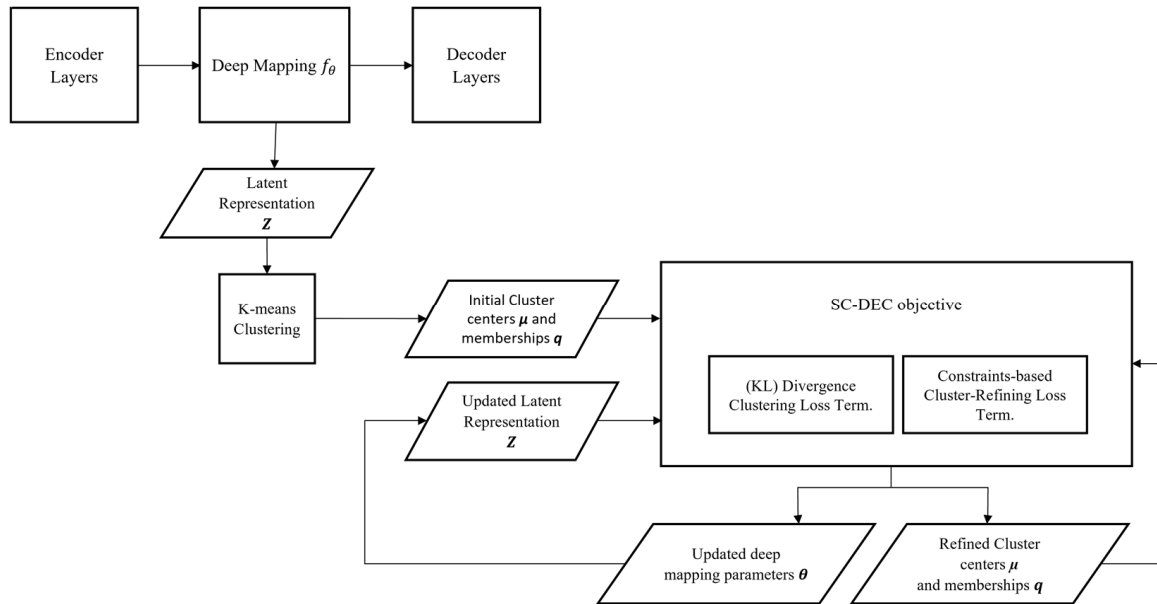 Encoder
Layers
Deep Mapping f_θ
Decoder
Layers
Latent
Representation
Z
K-means
Clustering
Initial Cluster
centers μ and
memberships q
SC-DEC objective
(KL) Divergence
Clustering Loss Term.
Constraints-based
Cluster-Refining Loss
Term.
Updated Latent
Representation
Z
Updated deep
mapping parameters θ
Refined Cluster
centers μ
and memberships q